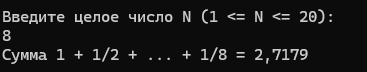 Введите целое число N (1 <= N <= 20):
8
Сумма 1 + 1/2 + ... + 1/8 = 2,7179